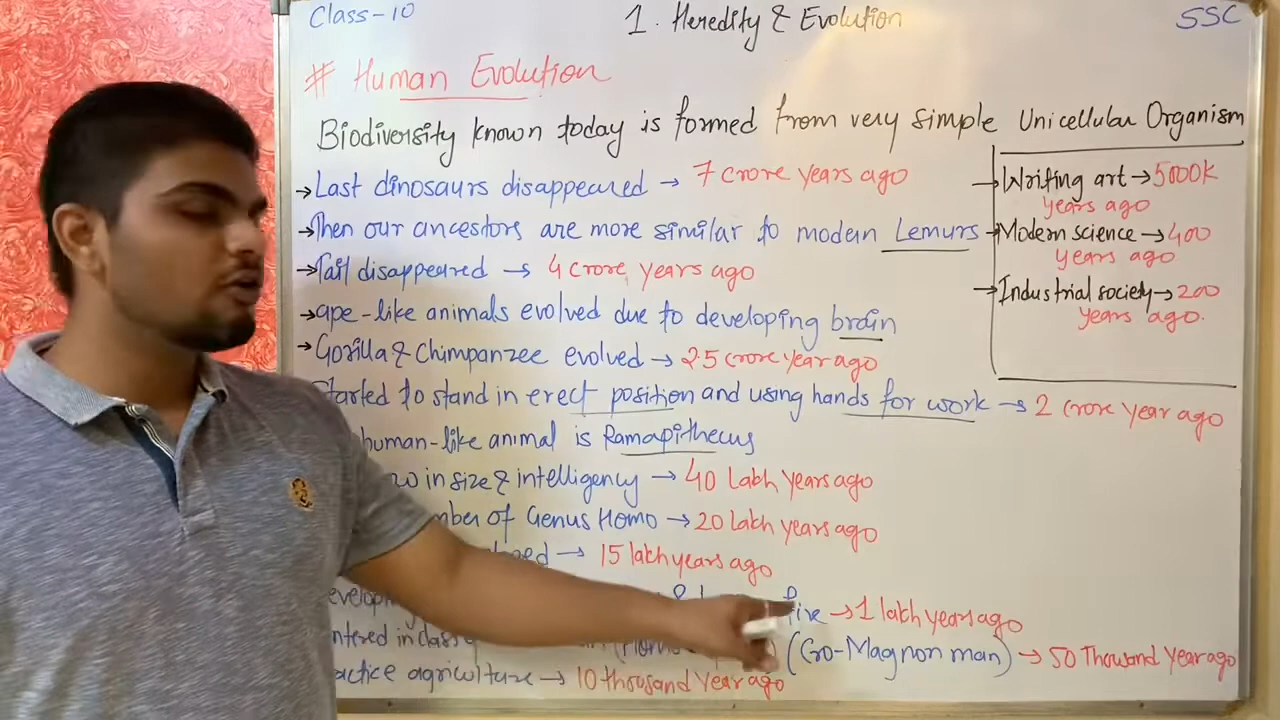 Class-10
1. Heredity & Evolution
SSC
# Human Evolution
Biodiversity known today is formed from very simple Unicellular Organism
→ Last dinosaurs disappeared → 7 crore years ago
→ Then our ancestors are more similar to modern Lemurs
→ Tail disappeared → 4 crore years ago
→ ape-like animals evolved due to developing brain
→ Gorilla & Chimpanzee evolved → 2.5 crore year ago
Started to stand in erect position and using hands for work → 2 crore year ago
human-like animal is Ramapithecus
in size & intelligency → 40 Lakh years ago
of Genus Homo → 20 lakh years ago
→ 15 lakh years ago
fire → 1 lakh years ago
(Cro-Magnon man) → 50 Thousand Year ago
agriculture → 10 thousand Year ago
→ Writing art → 5000k
years ago
→ Modern science → 400
years ago
→ Industrial society → 200
years ago.